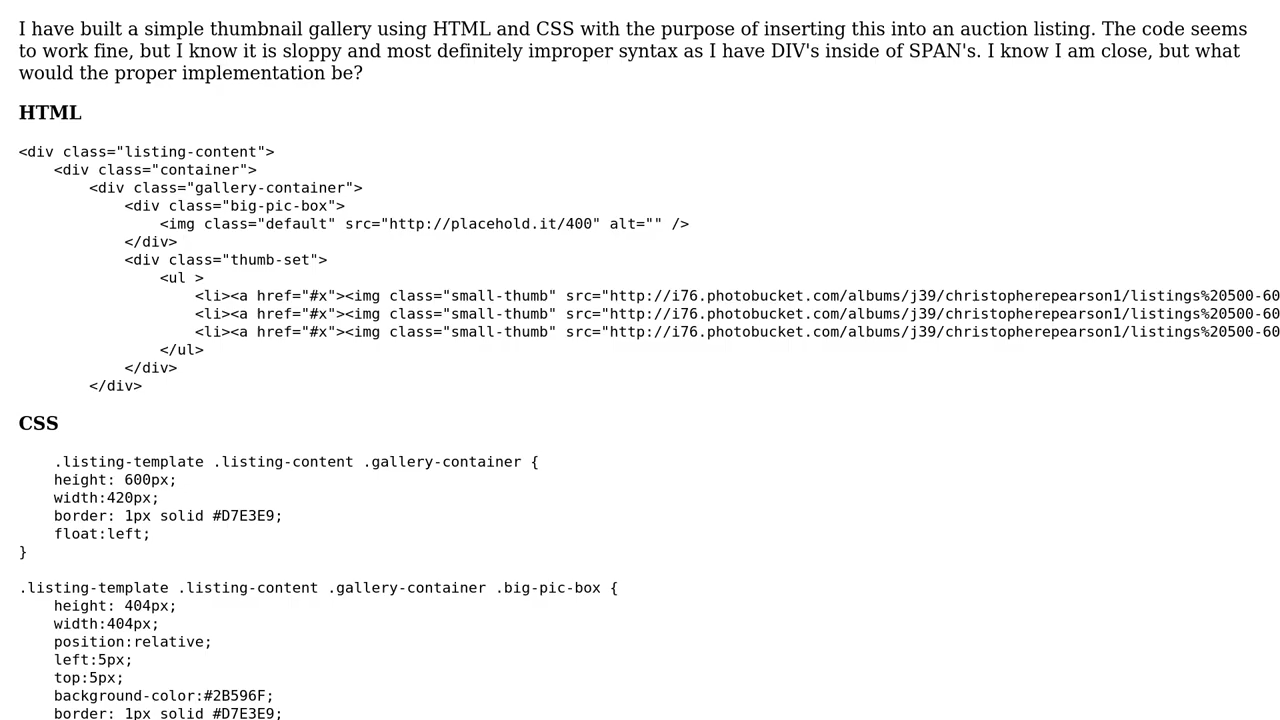 I have built a simple thumbnail gallery using HTML and CSS with the purpose of inserting this into an auction listing. The code seems
to work fine, but I know it is sloppy and most definitely improper syntax as I have DIV's inside of SPAN's. I know I am close, but what
would the proper implementation be?
HTML
<div class="listing-content">
    <div class="container">
        <div class="gallery-container">
            <div class="big-pic-box">
                <img class="default" src="http://placehold.it/400" alt="" />
            </div>
            <div class="thumb-set">
                <ul >
                    <li><a href="#x"><img class="small-thumb" src="http://i76.photobucket.com/albums/j39/christopherepearson1/listings%20500-60
                    <li><a href="#x"><img class="small-thumb" src="http://i76.photobucket.com/albums/j39/christopherepearson1/listings%20500-60
                    <li><a href="#x"><img class="small-thumb" src="http://i76.photobucket.com/albums/j39/christopherepearson1/listings%20500-60
                </ul>
            </div>
        </div>
CSS
    .listing-template .listing-content .gallery-container {
    height: 600px;
    width:420px;
    border: 1px solid #D7E3E9;
    float:left;
}
.listing-template .listing-content .gallery-container .big-pic-box {
    height: 404px;
    width:404px;
    position:relative;
    left:5px;
    top:5px;
    background-color:#2B596F;
    border: 1px solid #D7E3E9;